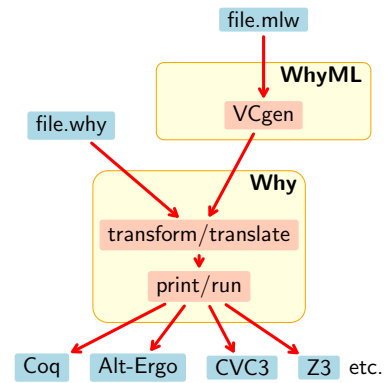 file.mlw
WhyML
VCgen
file.why
Why
transform/translate
print/run
Coq Alt-Ergo CVC3 Z3 etc.